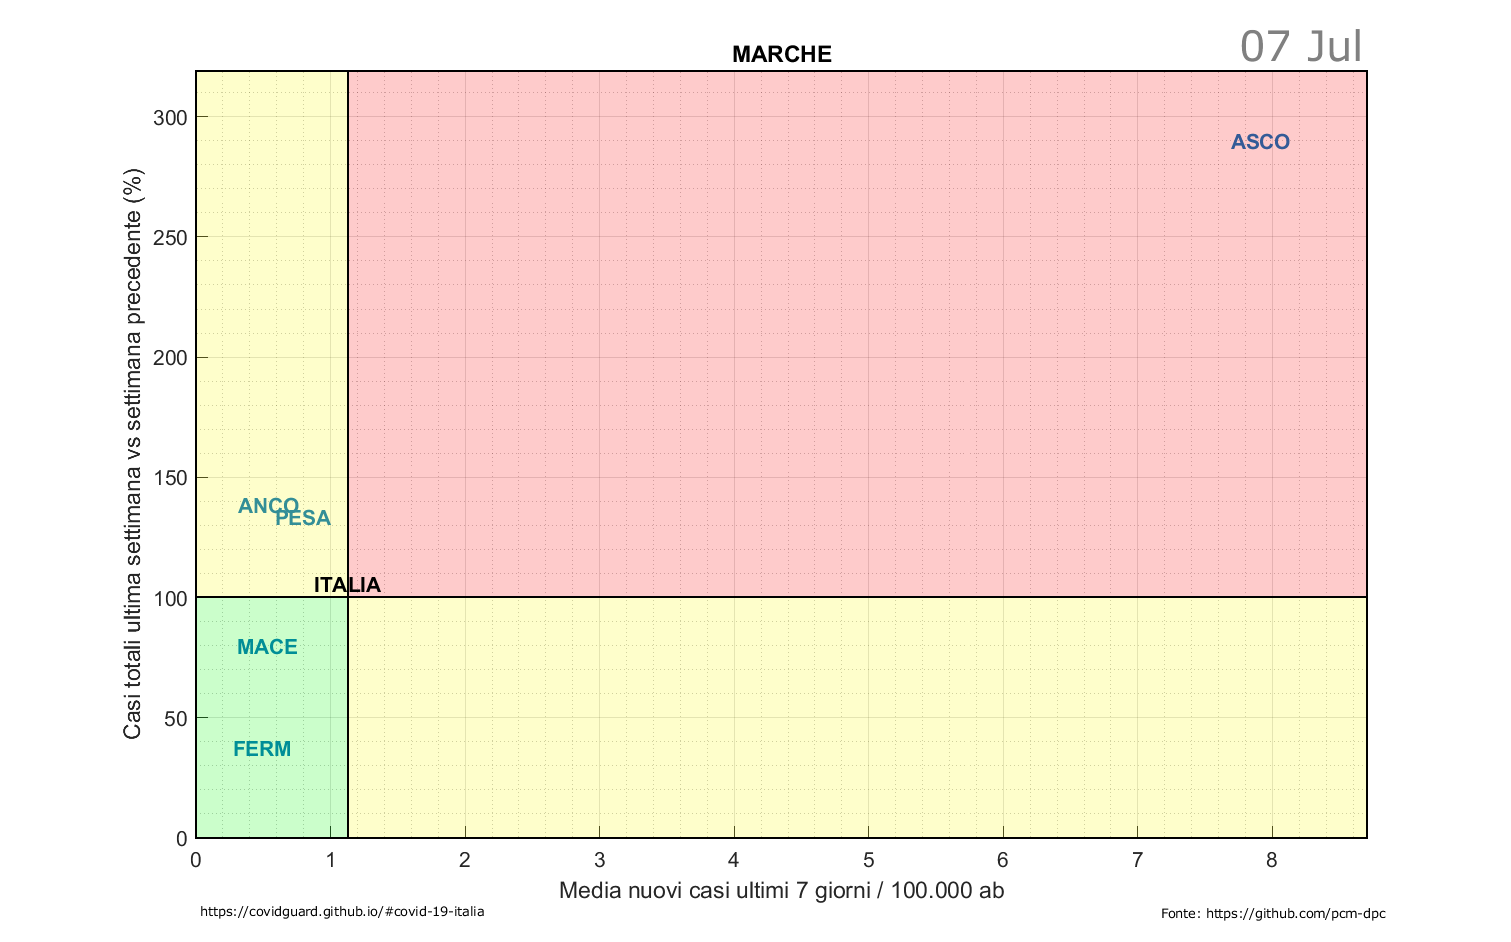 07 Jul
MARCHE
Casi totali ultima settimana vs settimana precedente (%)
300
250
200
150
100
50
0
ASCO
ANCO
PESA
ITALIA
MACE
FERM
0 1 2 3 4 5 6 7 8
Media nuovi casi ultimi 7 giorni / 100.000 ab
https://covidguard.github.io/#covid-19-italia
Fonte: https://github.com/pcm-dpc